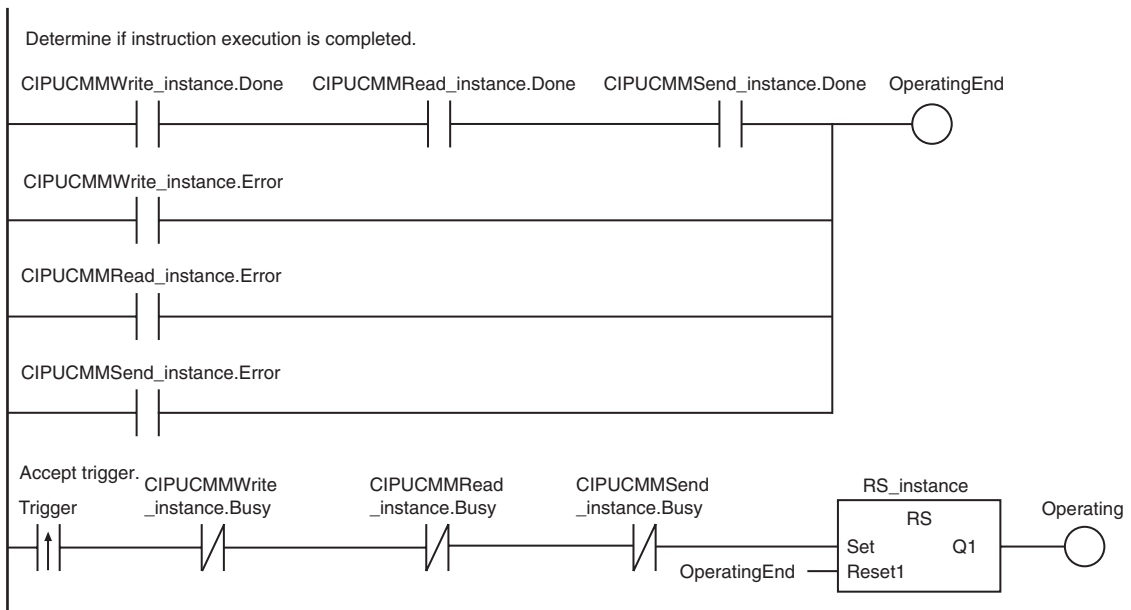 Determine if instruction execution is completed.
CIPUCMMWrite_instance.Done CIPUCMMRead_instance.Done CIPUCMMSend_instance.Done OperatingEnd
CIPUCMMWrite_instance.Error
CIPUCMMRead_instance.Error
CIPUCMMSend_instance.Error
Accept trigger.
Trigger
CIPUCMMWrite
_instance.Busy
CIPUCMMRead
_instance.Busy
CIPUCMMSend
_instance.Busy
RS_instance
RS
Set Q1
OperatingEnd Reset1
Operating